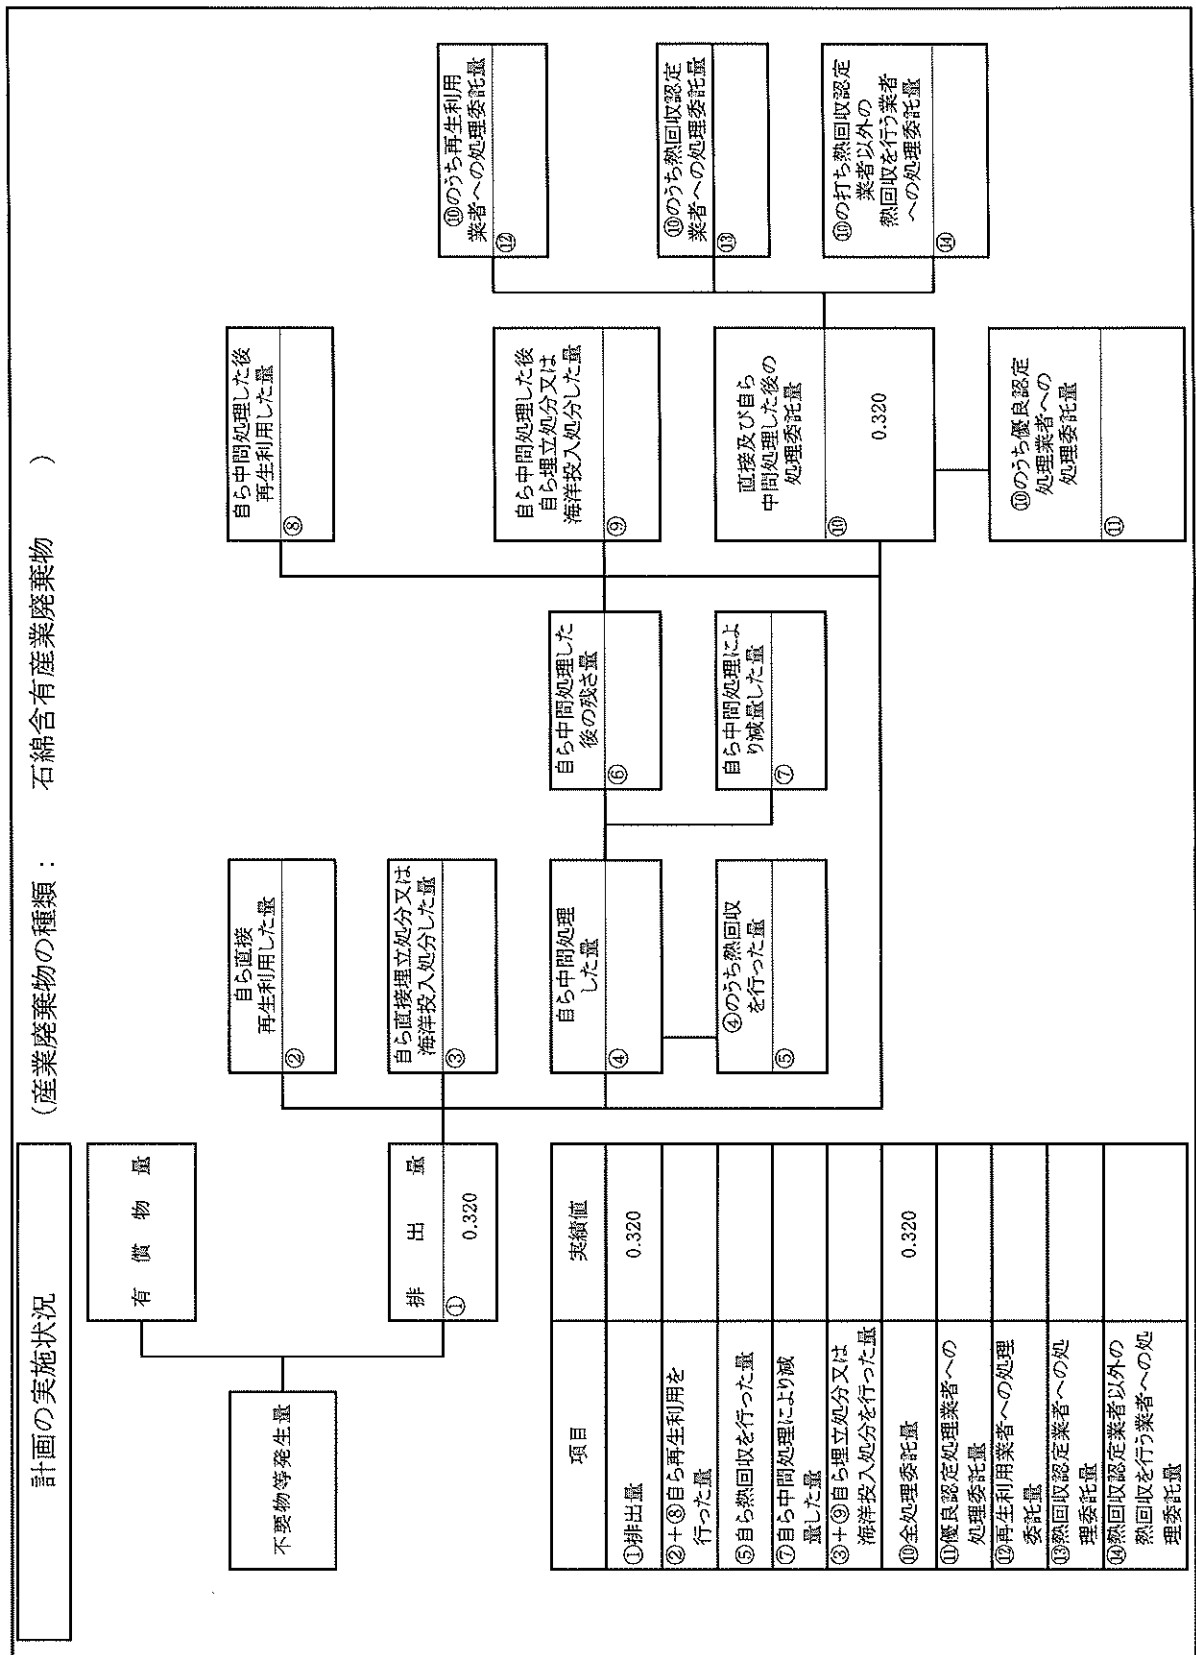 計画の実施状況
(産業廃棄物の種類： 石綿含有産業廃棄物 )
不要物等発生量
有償物量
排出量
①
0.320
自ら直接
再生利用した量
②
自ら直接埋立処分又は
海洋投入処分した量
③
自ら中間処理
した量
④
④のうち熱回収
を行った量
⑤
自ら中間処理した
後の残さ量
⑥
自ら中間処理によ
り減量した量
⑦
自ら中間処理した後
再生利用した量
⑧
自ら中間処理した後
自ら埋立処分又は
海洋投入処分した量
⑨
直接及び自ら
中間処理した後の
処理委託量
⑩
0.320
⑩のうち優良認定
処理業者への
処理委託量
⑪
⑩のうち再生利用
業者への処理委託量
⑫
⑩のうち熱回収認定
業者への処理委託量
⑬
⑩の打ち熱回収認定
業者以外の
熱回収を行う業者
への処理委託量
⑭
項目 実績値
①排出量 0.320
②+⑧自ら再生利用を
行った量
⑤自ら熱回収を行った量
⑦自ら中間処理により減
量した量
③+⑨自ら埋立処分又は
海洋投入処分を行った量
⑩全処理委託量 0.320
⑪優良認定処理業者への
処理委託量
⑫再生利用業者への処理
委託量
⑬熱回収認定業者への処
理委託量
⑭熱回収認定業者以外の
熱回収を行う業者への処
理委託量